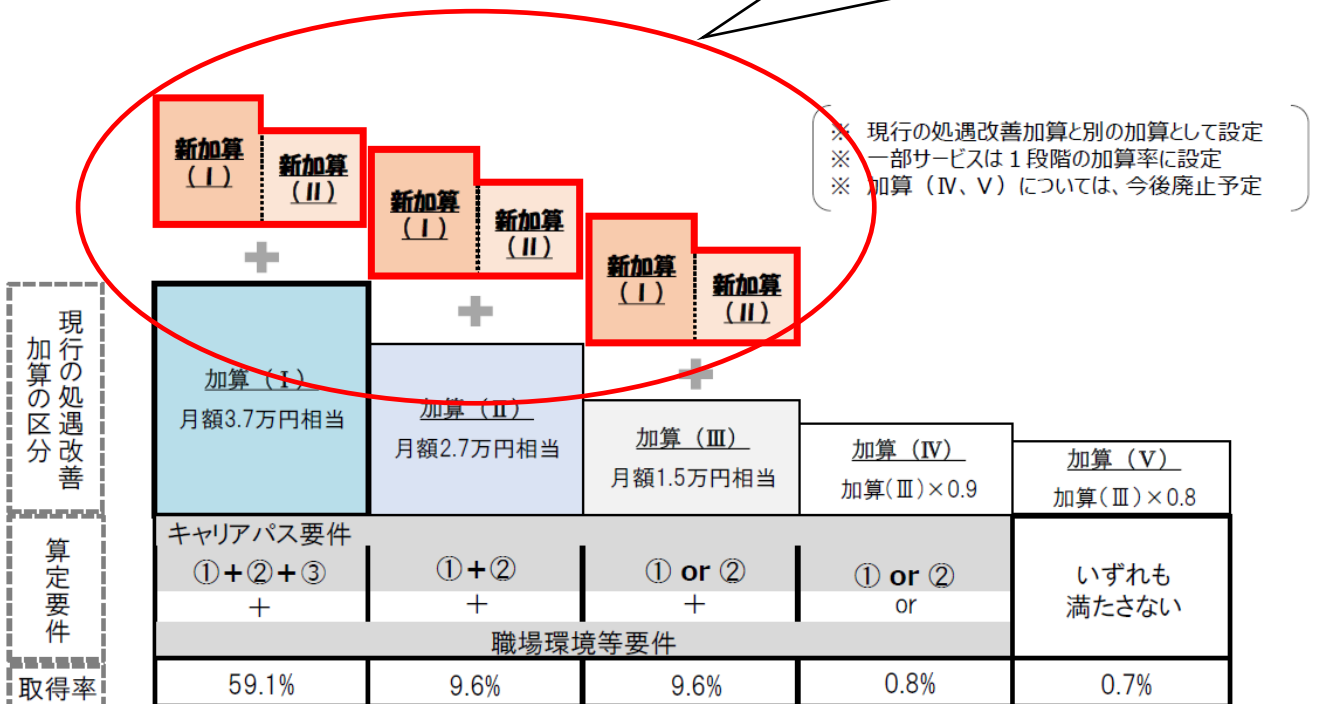 新加算
(Ⅰ)
新加算
(Ⅱ)
新加算
(Ⅰ)
新加算
(Ⅱ)
新加算
(Ⅰ)
新加算
(Ⅱ)
※ 現行の処遇改善加算と別の加算として設定
※ 一部サービスは1段階の加算率に設定
※ 加算(Ⅳ、Ⅴ)については、今後廃止予定
現行の処遇改善
加算の区分
加算(Ⅰ)
月額3.7万円相当
加算(Ⅱ)
月額2.7万円相当
加算(Ⅲ)
月額1.5万円相当
加算(Ⅳ)
加算(Ⅲ)×0.9
加算(Ⅴ)
加算(Ⅲ)×0.8
算定要件
キャリアパス要件
①+②+③ ①+② ① or ② ① or ② いずれも
満たさない
+ + + or
職場環境等要件
取得率 59.1% 9.6% 9.6% 0.8% 0.7%